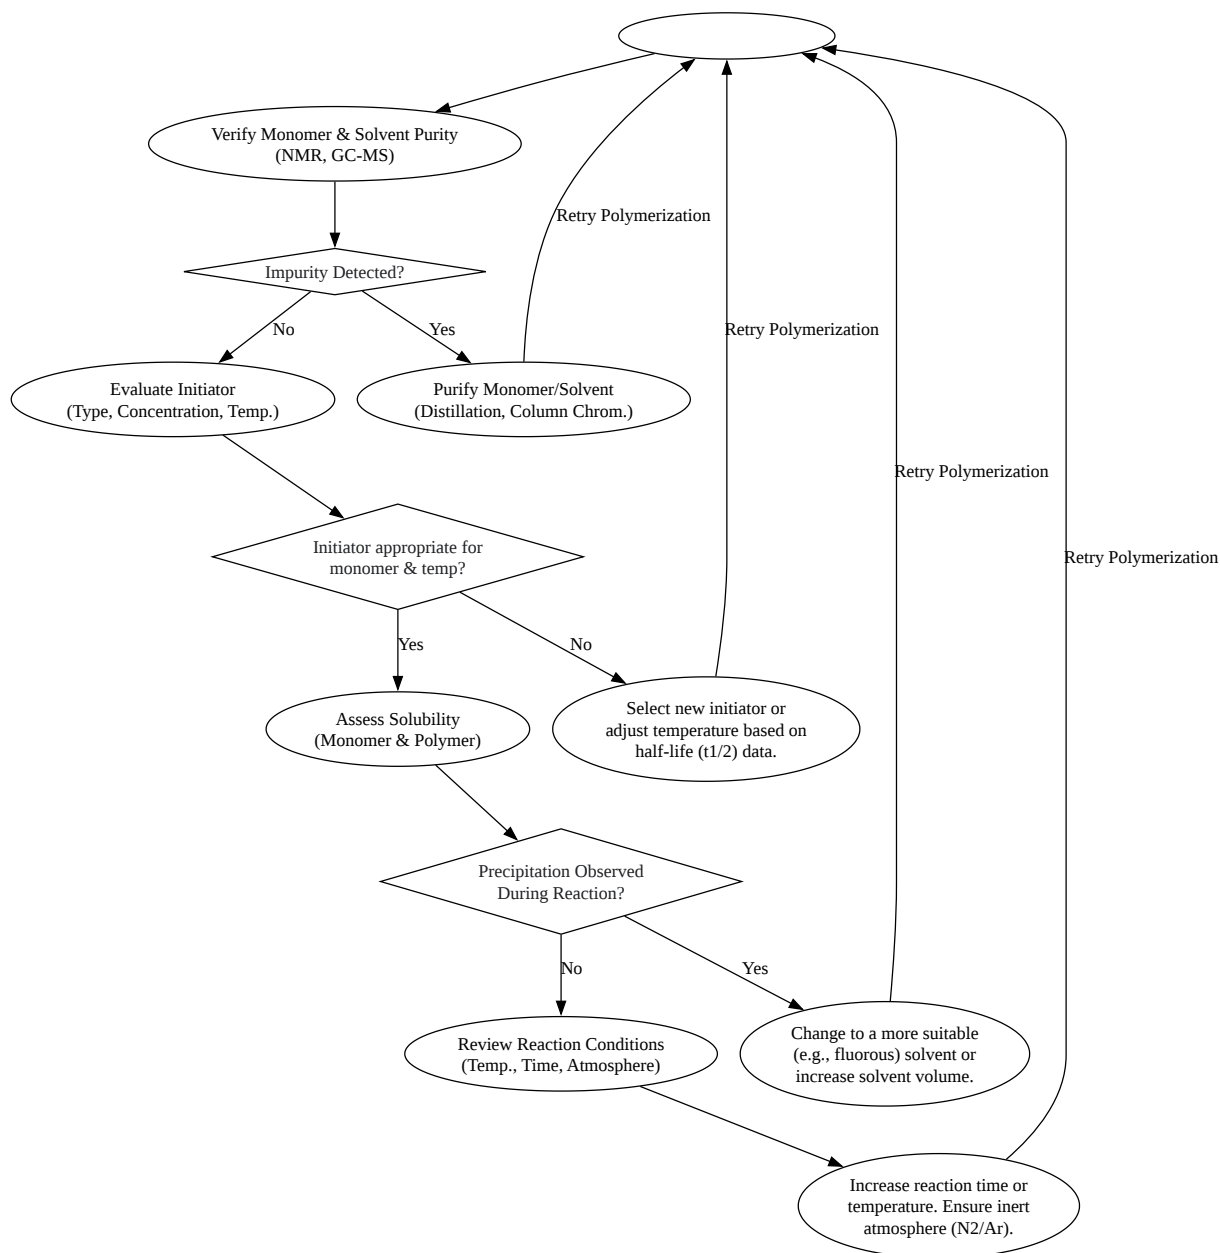 Verify Monomer & Solvent Purity
(NMR, GC-MS)
Retry Polymerization
Impurity Detected?
No
Yes
Retry Polymerization
Evaluate Initiator
(Type, Concentration, Temp.)
Purify Monomer/Solvent
(Distillation, Column Chrom.)
Retry Polymerization
Initiator appropriate for
monomer & temp?
Retry Polymerization
Yes
No
Assess Solubility
(Monomer & Polymer)
Select new initiator or
adjust temperature based on
half-life (t1/2) data.
Precipitation Observed
During Reaction?
No
Yes
Review Reaction Conditions
(Temp., Time, Atmosphere)
Change to a more suitable
(e.g., fluorous) solvent or
increase solvent volume.
Increase reaction time or
temperature. Ensure inert
atmosphere (N2/Ar).